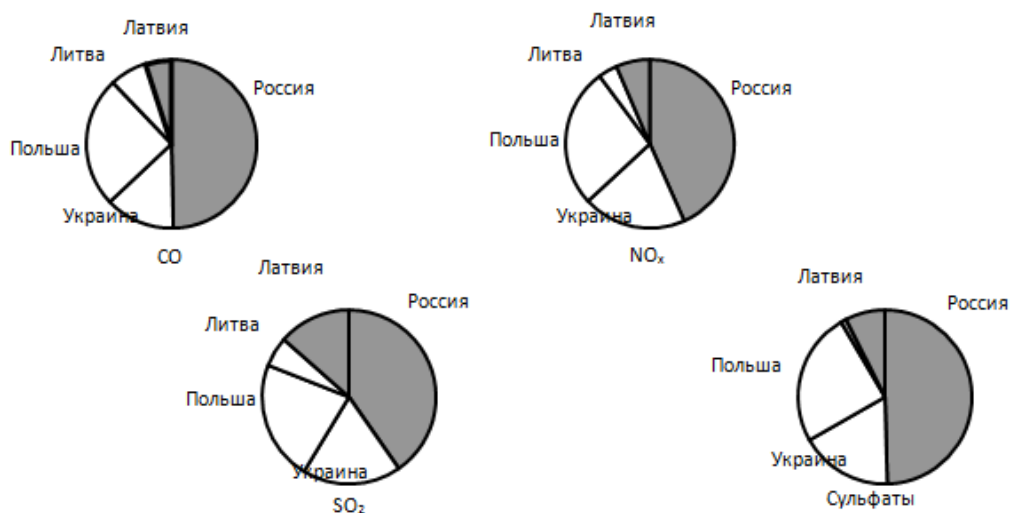 Латвия
Литва
Россия
Польша
Украина
CO
Латвия
Литва
Россия
Польша
Украина
NOₓ
Латвия
Россия
Литва
Польша
Украина
SO₂
Латвия
Россия
Польша
Украина
Сульфаты